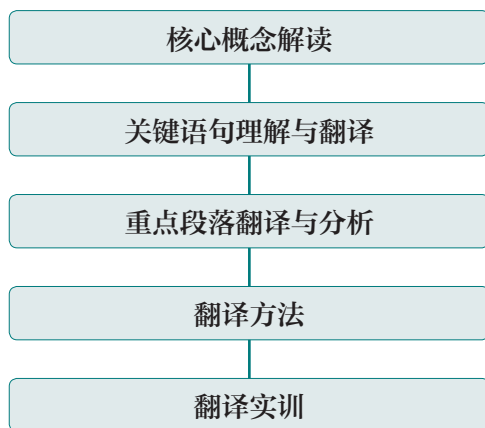 核心概念解读
关键语句理解与翻译
重点段落翻译与分析
翻译方法
翻译实训